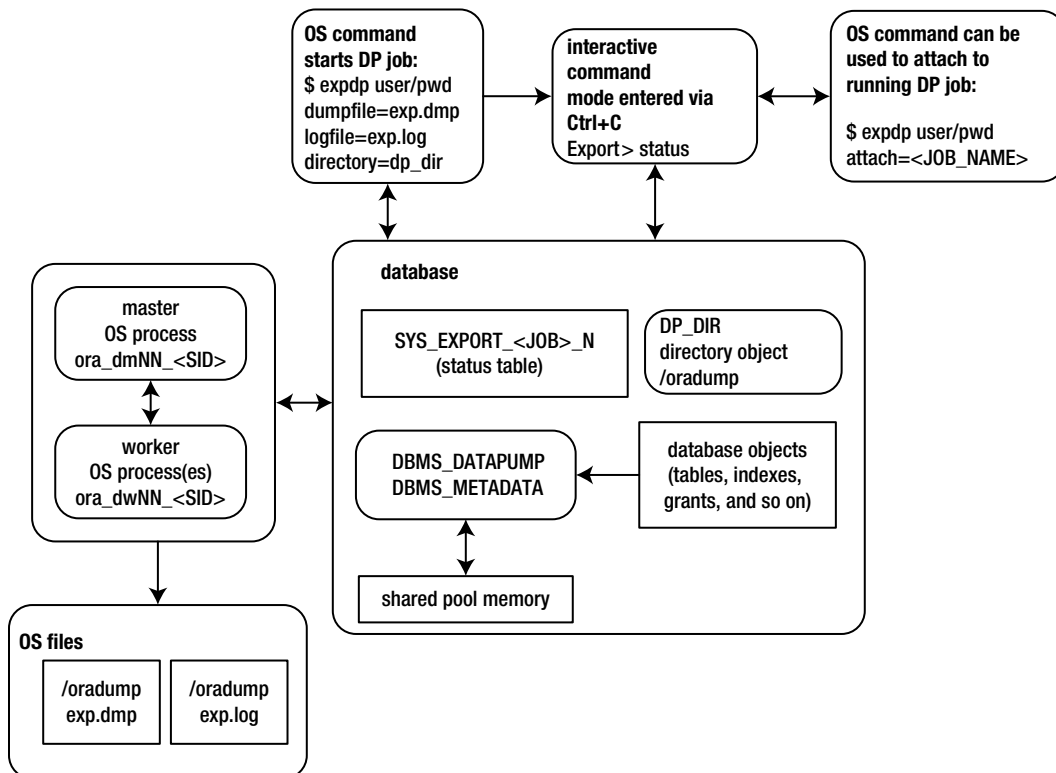 OS command
starts DP job:
$ expdp user/pwd
dumpfile=exp.dmp
logfile=exp.log
directory=dp_dir
interactive
command
mode entered via
Ctrl+C
Export> status
OS command can be
used to attach to
running DP job:
$ expdp user/pwd
attach=<JOB_NAME>
database
SYS_EXPORT_<JOB>_N
(status table)
DP_DIR
directory object
/oradump
master
OS process
ora_dmNN_<SID>
worker
OS process(es)
ora_dwNN_<SID>
DBMS_DATAPUMP
DBMS_METADATA
database objects
(tables, indexes,
grants, and so on)
shared pool memory
OS files
/oradump
exp.dmp
/oradump
exp.log